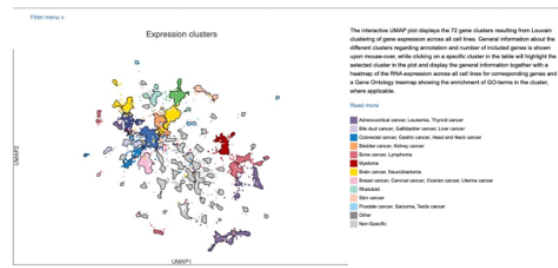 Filter menu »
Expression clusters
UMAP2
UMAP1
The interactive UMAP plot displays the 72 gene clusters resulting from Louvain
clustering of gene expression across all cell lines. General information about the
different clusters regarding annotation and number of included genes is shown
upon mouse-over, while clicking on a specific cluster in the table will highlight the
selected cluster in the plot and display the general information together with a
heatmap of the RNA expression across all cell lines for corresponding genes and
a Gene Ontology treemap showing the enrichment of GO-terms in the cluster,
where applicable.
Read more
Adrenocortical cancer, Leukemia, Thyroid cancer
Bile duct cancer, Gallbladder cancer, Liver cancer
Colorectal cancer, Gastric cancer, Head and Neck cancer
Bladder cancer, Kidney cancer
Bone cancer, Lymphoma
Myeloma
Brain cancer, Neuroblastoma
Breast cancer, Cervical cancer, Ovarian cancer, Uterine cancer
Rhabdoid
Skin cancer
Prostate cancer, Sarcoma, Testis cancer
Other
Non-Specific